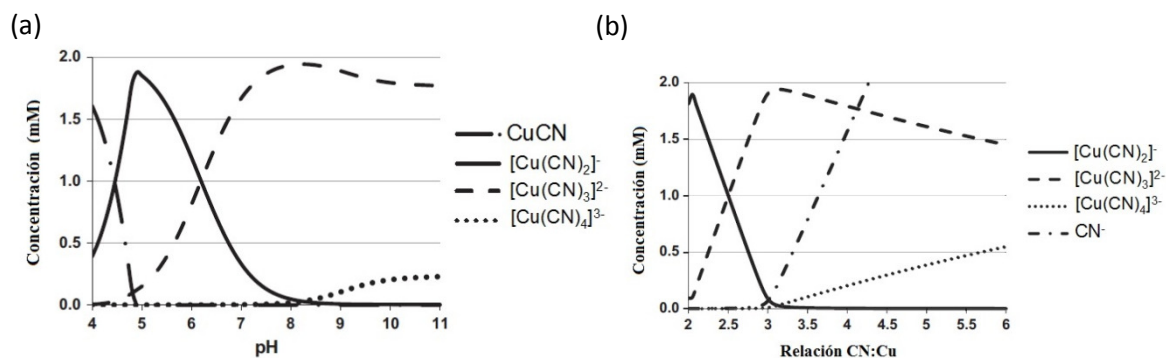 (a)
2.0
1.5
1.0
0.5
0.0
Concentración (mM)
4 5 6 7 8 9 10 11
pH
CuCN
[Cu(CN)2]-
[Cu(CN)3]2-
[Cu(CN)4]3-
(b)
2.0
1.5
1.0
0.5
0.0
Concentración (mM)
2 2.5 3 3.5 4 4.5 5 5.5 6
Relación CN:Cu
[Cu(CN)2]-
[Cu(CN)3]2-
[Cu(CN)4]3-
CN-